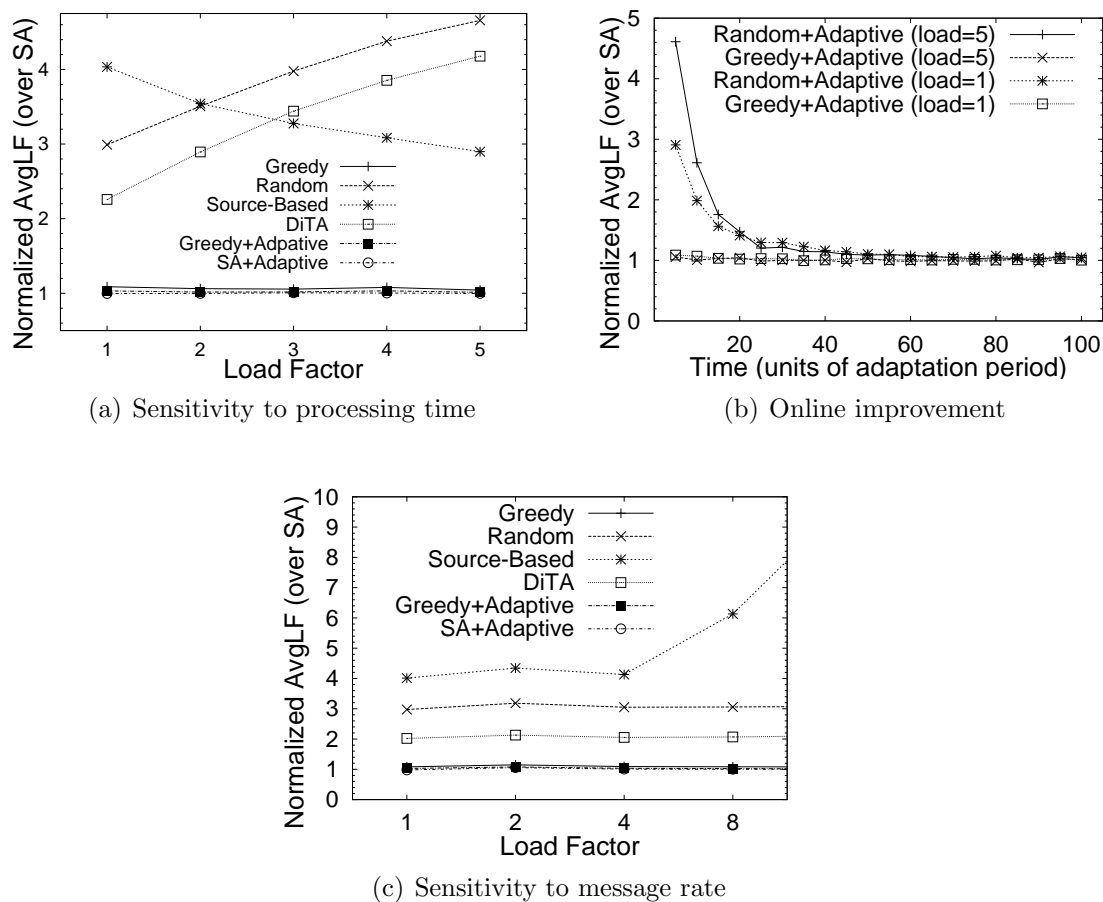 Normalized AvgLF (over SA)
4
3
2
1
Greedy
Random
Source-Based
DiTA
Greedy+Adpative
SA+Adaptive
1 2 3 4 5
Load Factor
(a) Sensitivity to processing time
Normalized AvgLF (over SA)
5
4
3
2
1
0
Random+Adaptive (load=5)
Greedy+Adaptive (load=5)
Random+Adaptive (load=1)
Greedy+Adaptive (load=1)
20 40 60 80 100
Time (units of adaptation period)
(b) Online improvement
Normalized AvgLF (over SA)
10
9
8
7
6
5
4
3
2
1
0
Greedy
Random
Source-Based
DiTA
Greedy+Adaptive
SA+Adaptive
1 2 4 8
Load Factor
(c) Sensitivity to message rate